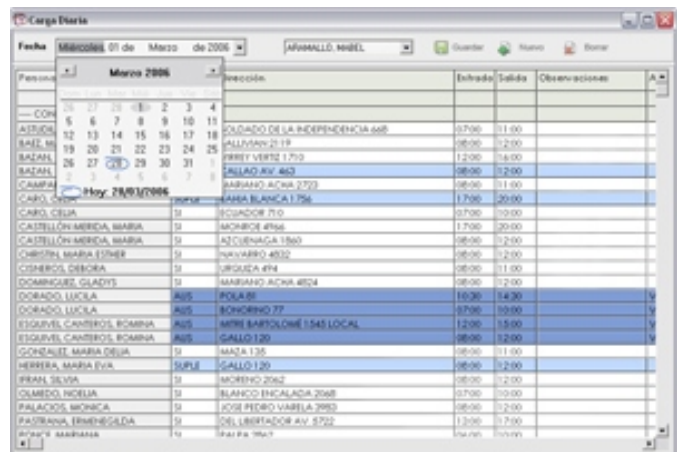 Carga Diaria
Fecha Miércoles, 01 de Marzo de 2006 ARAMALLO, MABEL Guardar Nuevo Borrar
Marzo 2006
Dirección Entrada Salida Observaciones
26 27 28 1 2 3 4
5 6 7 8 9 10 11
12 13 14 15 16 17 18
19 20 21 22 23 24 25
26 27 28 29 30 31 1
2 3 4 5 6 7 8
Hoy: 28/03/2006
SOLDADO DE LA INDEPENDENCIA 668 07:00 11:00
BAEZ, GALLIVIAN 2119 08:00 12:00
BAZAN, VIRREY VERTIZ 1710 12:00 16:00
BAZAN, CALLAO AV. 463 08:00 12:00
MARIANO ACHA 2723 08:00 11:00
CARO, SUPLE BAHIA BLANCA 1756 17:00 20:00
CARO, CELIA SI ECUADOR 710 07:00 10:00
CASTELLÓN MERIDA, MARIA SI MONROE 4966 17:00 20:00
CASTELLÓN MERIDA, MARIA SI AZCUENAGA 1860 08:00 12:00
CHRISTIN, MARIA ESTHER SI NAVARRO 4832 08:00 12:00
CISNEROS, DEBORA SI URQUIZA 494 08:00 11:00
DOMINGUEZ, GLADYS SI MARIANO ACHA 4824 08:00 12:00
DORADO, LUCILA AUS POLA 81 10:30 14:30
DORADO, LUCILA AUS BONORINO 77 07:00 10:00
ESQUIVEL CANTEROS, ROMINA AUS MITRE BARTOLOMÉ 1545 LOCAL 12:00 15:00
ESQUIVEL CANTEROS, ROMINA AUS GALLO 120 08:00 12:00
GONZALEZ, MARIA DELIA SI MAZA 135 08:00 11:00
HERRERA, MARIA EVA SUPLE GALLO 120 08:00 12:00
IFRAN, SILVIA SI MORENO 2062 08:00 12:00
OLMEDO, NOELIA SI BLANCO ENCALADA 2068 07:00 10:00
PALACIOS, MONICA SI JOSE PEDRO VARELA 3983 08:00 12:00
PASTRANA, ERMENEGILDA SI DEL LIBERTADOR AV. 5722 13:00 17:00
PONCE, MARIANA SI